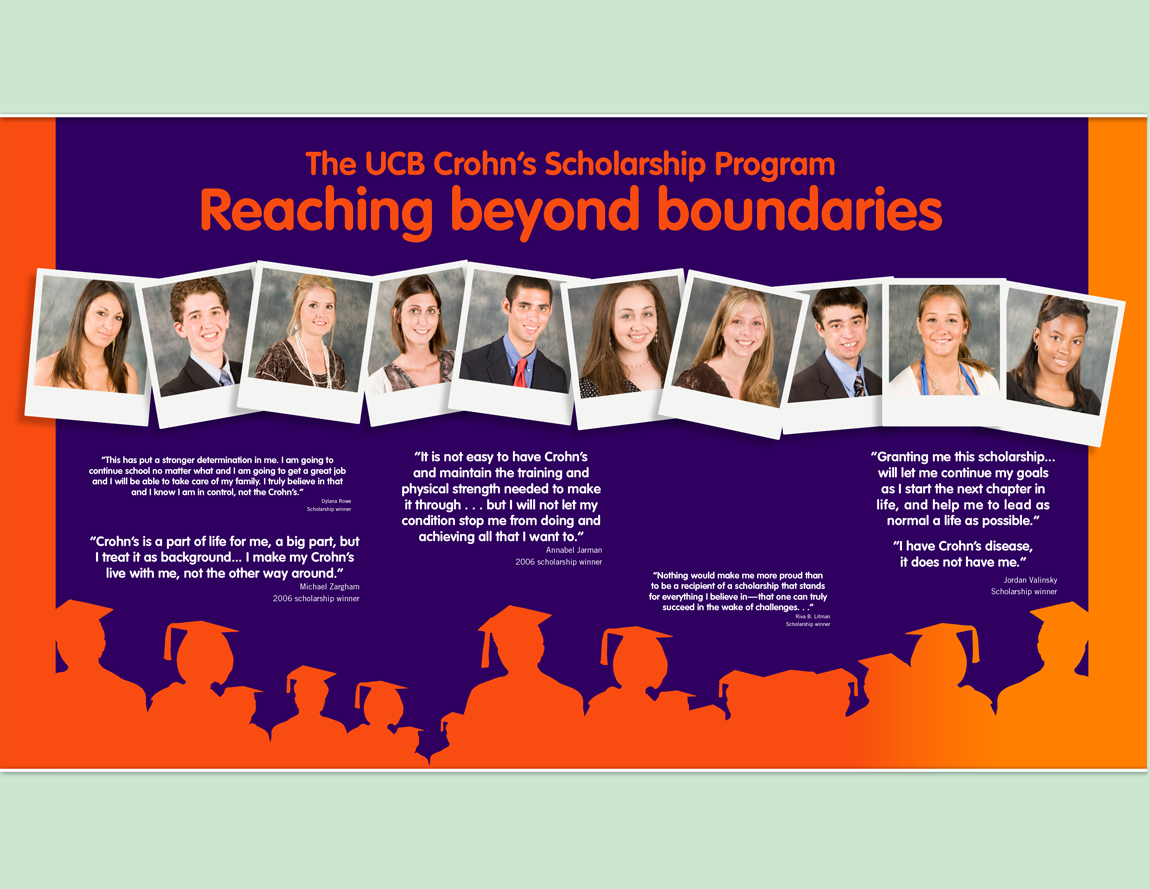 The UCB Crohn's Scholarship Program
Reaching beyond boundaries
"This has put a stronger determination in me. I am going to
continue school no matter what and I am going to get a great job
and I will be able to take care of my family. I truly believe in that
and I know I am in control, not the Crohn's."
Dylana Rowe
Scholarship winner
"Crohn's is a part of life for me, a big part, but
I treat it as background... I make my Crohn's
live with me, not the other way around."
Michael Zargham
2006 scholarship winner
"It is not easy to have Crohn's
and maintain the training and
physical strength needed to make
it through . . . but I will not let my
condition stop me from doing and
achieving all that I want to."
Annabel Jarman
2006 scholarship winner
"Nothing would make me more proud than
to be a recipient of a scholarship that stands
for everything I believe in—that one can truly
succeed in the wake of challenges. . ."
Riva B. Litman
Scholarship winner
"Granting me this scholarship...
will let me continue my goals
as I start the next chapter in
life, and help me to lead as
normal a life as possible."
"I have Crohn's disease,
it does not have me."
Jordan Valinsky
Scholarship winner